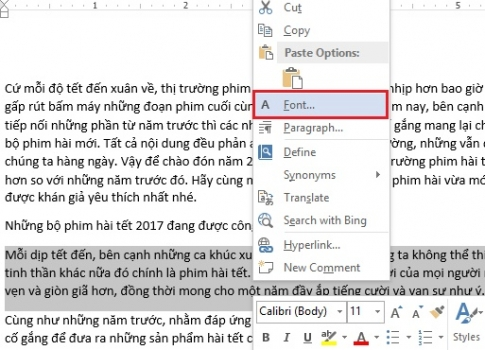 1 2 5
Cứ mỗi độ tết đến xuân về, thị trường phim nhịp hơn bao giờ
gấp rút bấm máy những đoạn phim cuối cùn m nay, bên cạnh
tiếp nối những phần từ năm trước thì các nh gắng mang lại ch
bộ phim hài mới. Tất cả nội dung đều phản á ường, những vẫn c
chúng ta hàng ngày. Vậy để chào đón năm 2 rường phim hài t
hơn so với những năm trước đó. Hãy cùng n phim hài vừa mó
được khán giả yêu thích nhất nhé.
Những bộ phim hài tết 2017 đang được côn
Mỗi dịp tết đến, bên cạnh những ca khúc xu ng ta không thể thi
tinh thần khác nữa đó chính là phim hài tết. ới của mọi người n
vẹn và giòn giã hơn, đồng thời mong cho một năm đầy ắp tiếng cười và vạn sự như ý.
Cũng như những năm trước, nhằm đáp ứng
cố gắng để đưa ra những sản phẩm hài tết c
Cut
Copy
Paste Options:
Font...
Paragraph...
Define
Synonyms
Translate
Search with Bing
Hyperlink...
New Comment
Calibri (Body) 11 A A
B I U ab A Styles